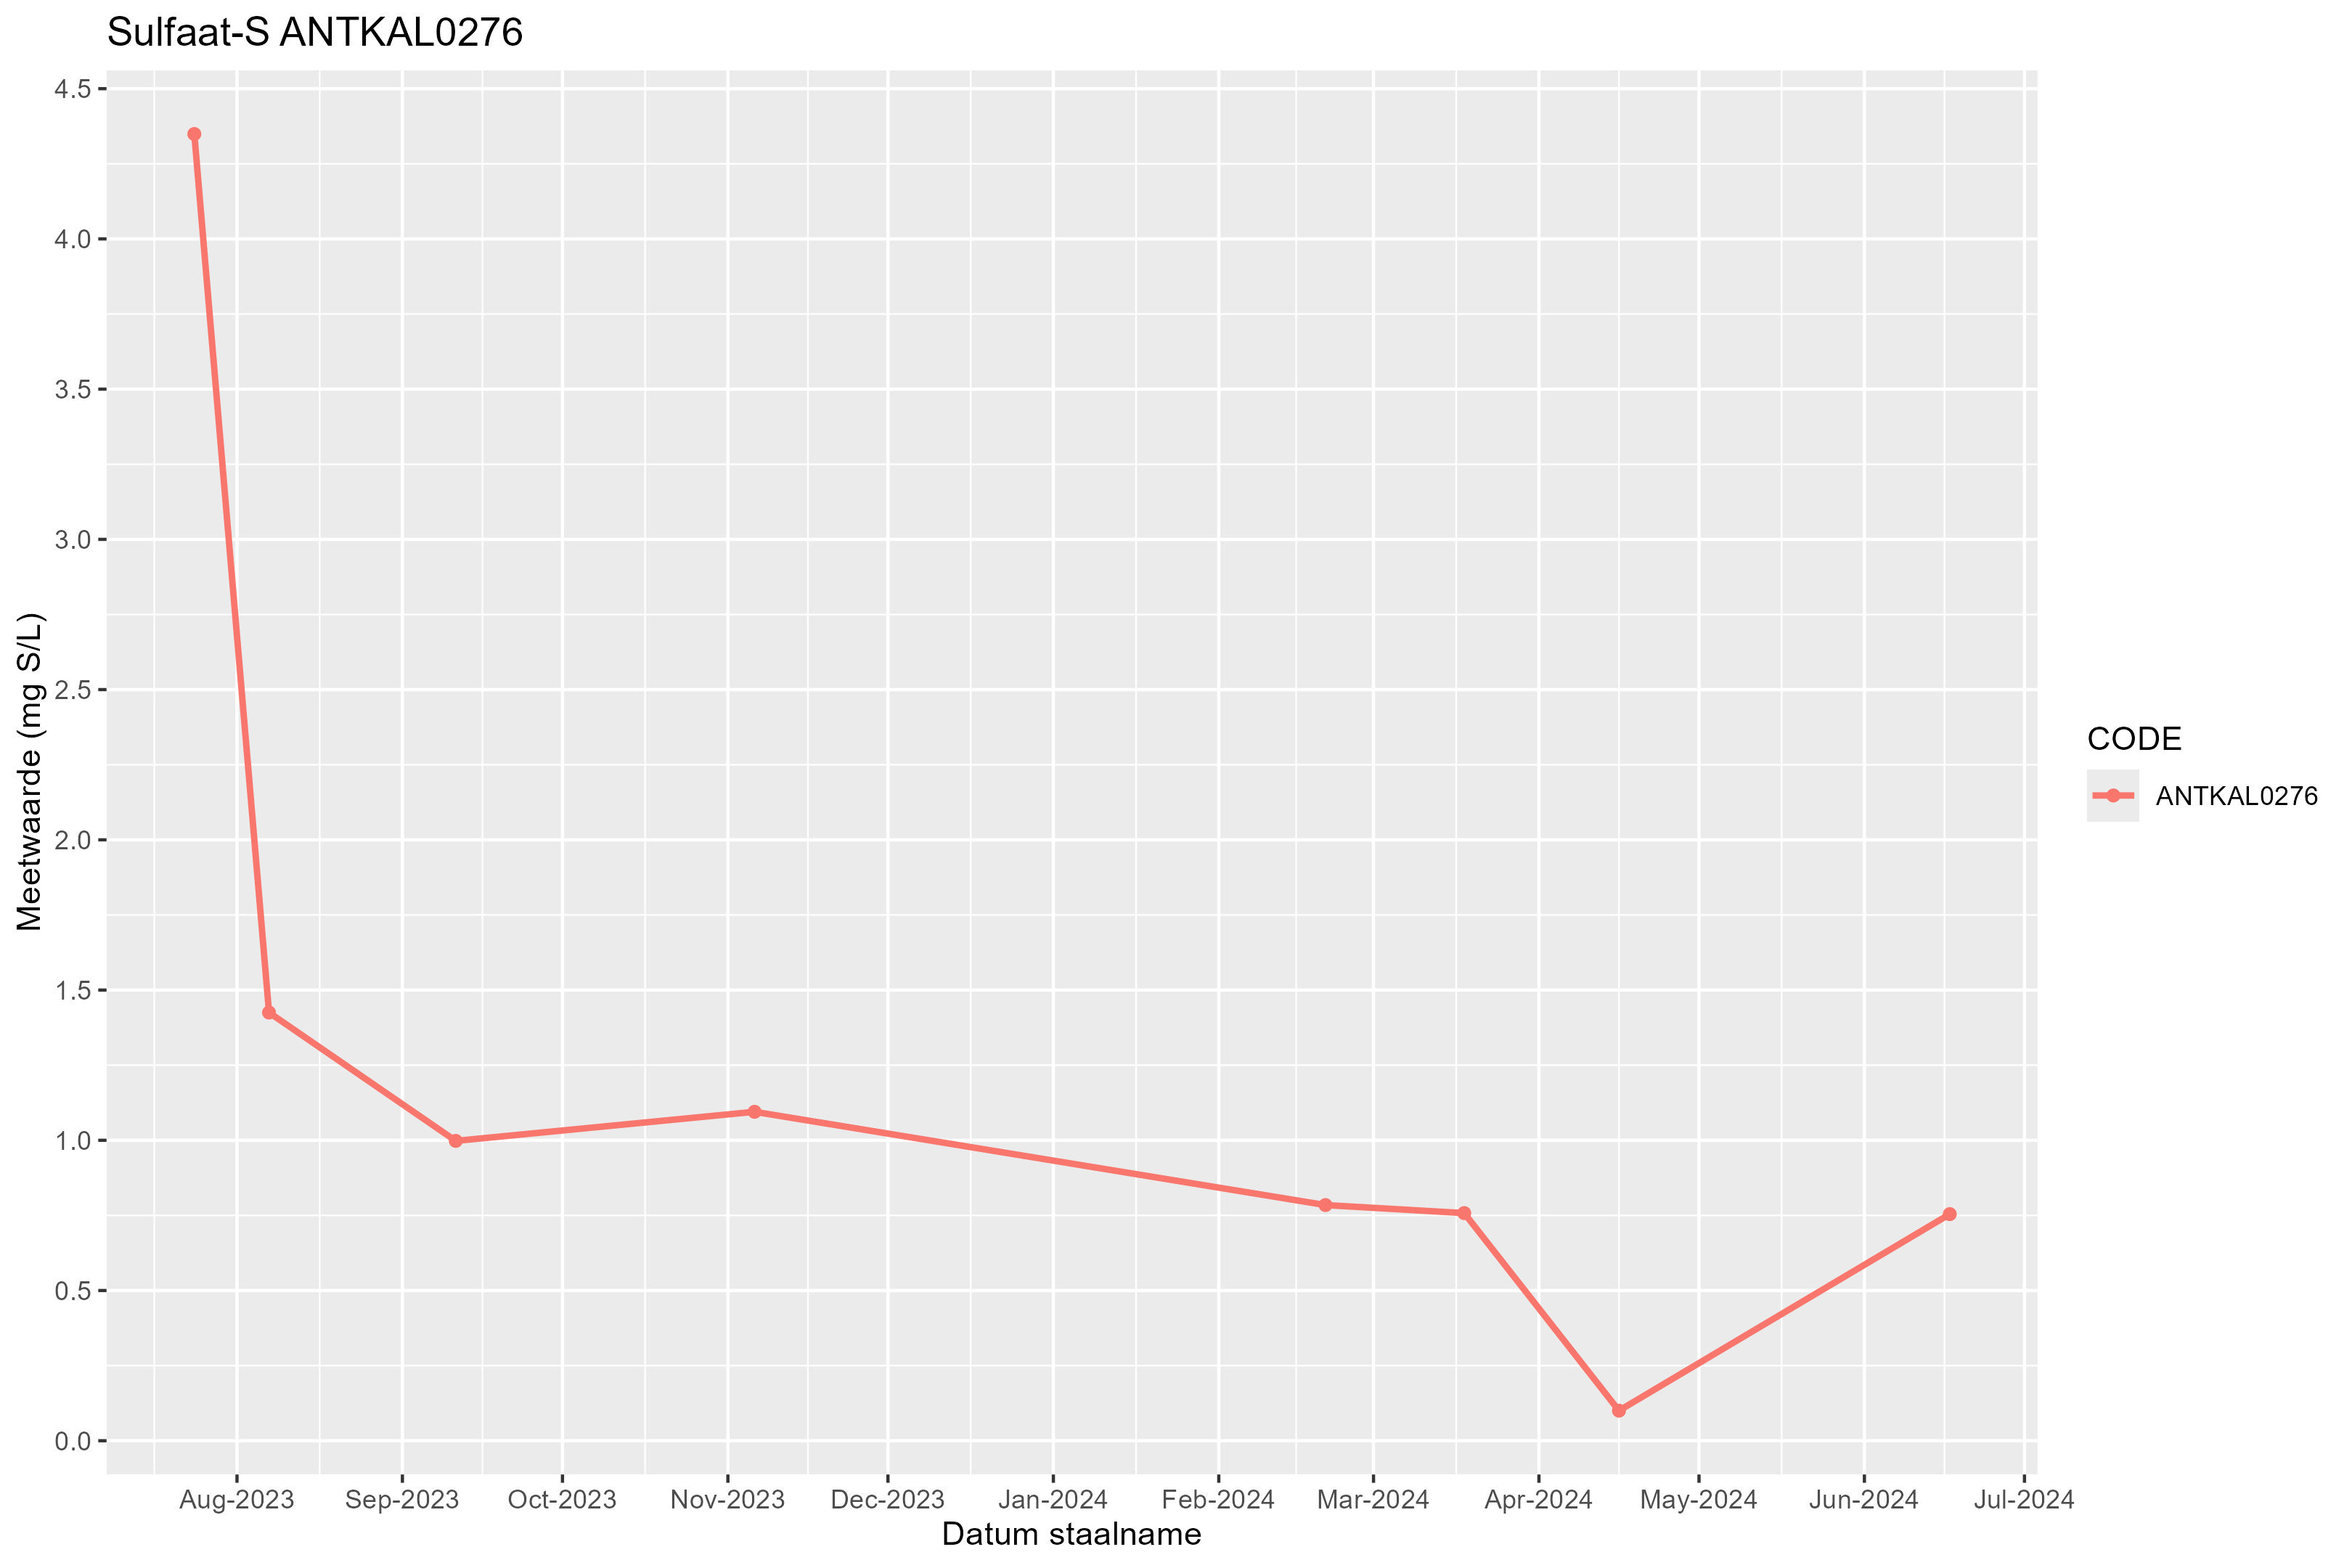 Sulfaat-S ANTKAL0276
4.5
4.0
3.5
3.0
2.5
2.0
1.5
1.0
0.5
0.0
Meetwaarde (mg S/L)
Aug-2023 Sep-2023 Oct-2023 Nov-2023 Dec-2023 Jan-2024 Feb-2024 Mar-2024 Apr-2024 May-2024 Jun-2024 Jul-2024
Datum staalname
CODE
ANTKAL0276